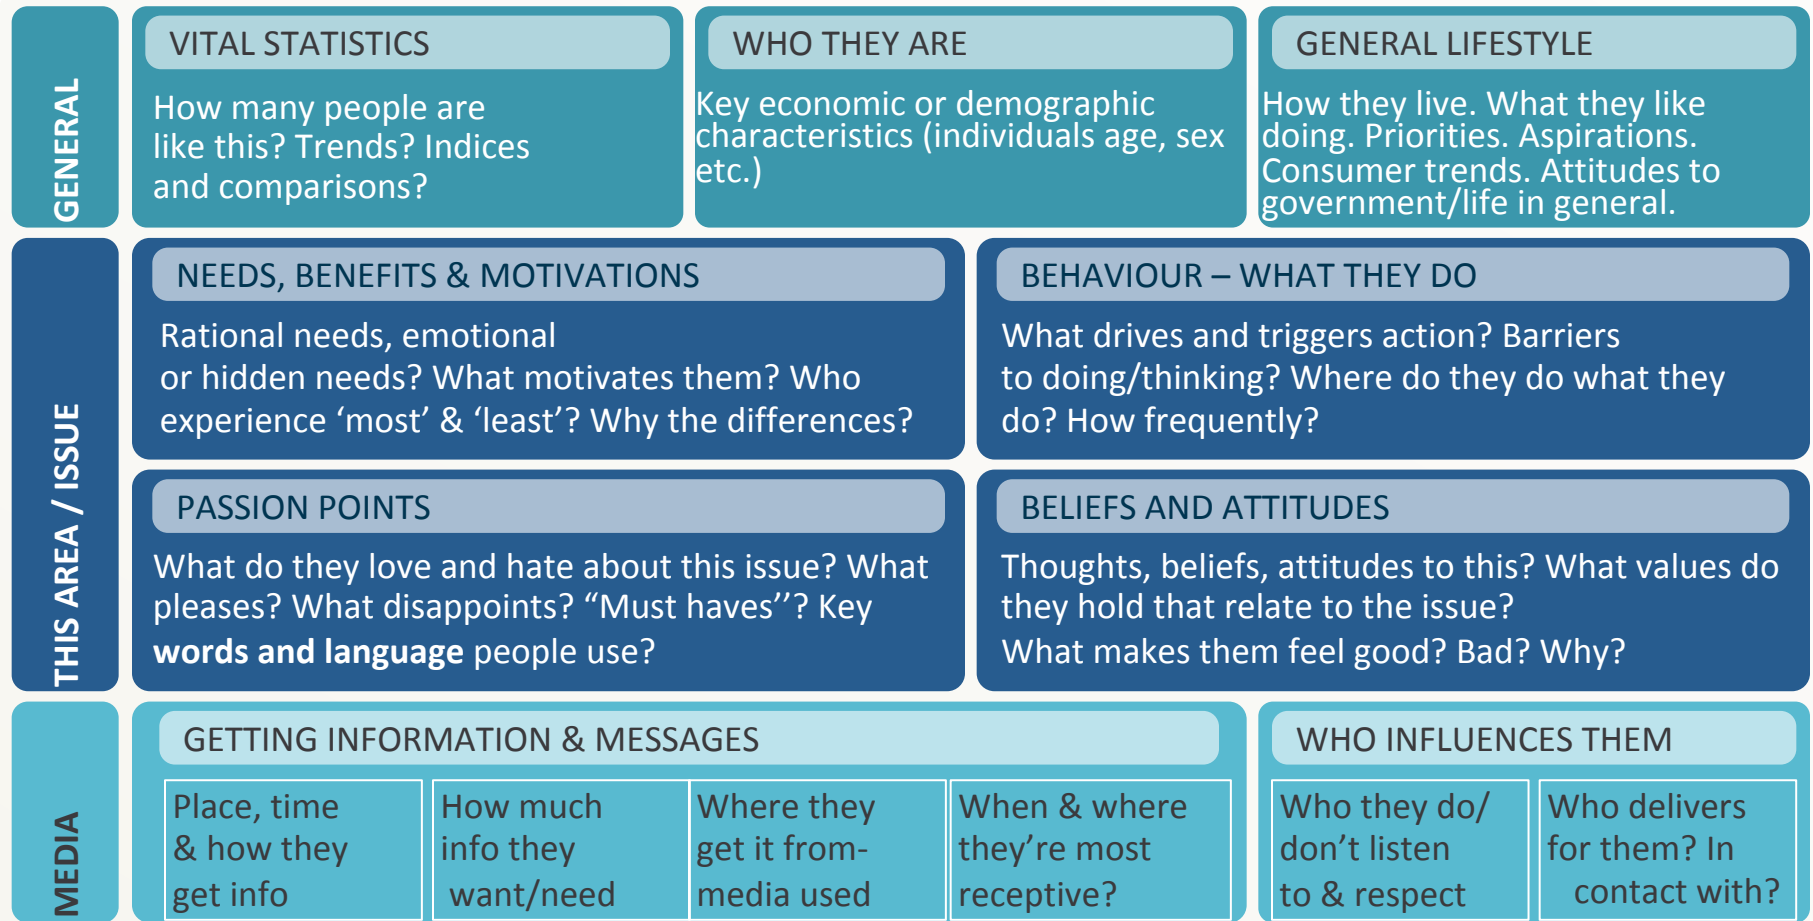 GENERAL
VITAL STATISTICS
How many people are
like this? Trends? Indices
and comparisons?
WHO THEY ARE
Key economic or demographic
characteristics (individuals age, sex
etc.)
GENERAL LIFESTYLE
How they live. What they like
doing. Priorities. Aspirations.
Consumer trends. Attitudes to
government/life in general.
THIS AREA / ISSUE
NEEDS, BENEFITS & MOTIVATIONS
Rational needs, emotional
or hidden needs? What motivates them? Who
experience ‘most’ & ‘least’? Why the differences?
BEHAVIOUR – WHAT THEY DO
What drives and triggers action? Barriers
to doing/thinking? Where do they do what they
do? How frequently?
PASSION POINTS
What do they love and hate about this issue? What
pleases? What disappoints? “Must haves’’? Key
words and language people use?
BELIEFS AND ATTITUDES
Thoughts, beliefs, attitudes to this? What values do
they hold that relate to the issue?
What makes them feel good? Bad? Why?
MEDIA
GETTING INFORMATION & MESSAGES
Place, time
& how they
get info
How much
info they
want/need
Where they
get it from-
media used
When & where
they’re most
receptive?
WHO INFLUENCES THEM
Who they do/
don’t listen
to & respect
Who delivers
for them? In
contact with?